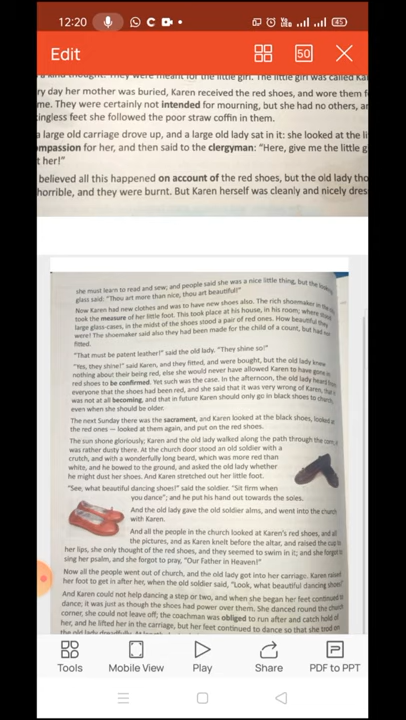 12:20
45
Edit
50
a kind thought! They were meant for the little girl. The little girl was called Ka
ry day her mother was buried, Karen received the red shoes, and wore them f
me. They were certainly not intended for mourning, but she had no others, a
ingless feet she followed the poor straw coffin in them.
a large old carriage drove up, and a large old lady sat in it: she looked at the li
mpassion for her, and then said to the clergyman: "Here, give me the little g
t her!"
believed all this happened on account of the red shoes, but the old lady tho
horrible, and they were burnt. But Karen herself was cleanly and nicely dres
she must learn to read and sew; and people said she was a nice little thing, but the looking
glass said: "Thou art more than nice, thou art beautiful!"
Now Karen had new clothes and was to have new shoes also. The rich shoemaker in the
took the measure of her little foot. This took place at his house, in his room; where
large glass-cases, in the midst of the shoes stood a pair of red ones. How beautiful they
were! The shoemaker said also they had been made for the child of a count, but had not
fitted.
"That must be patent leather!" said the old lady. "They shine so!"
"Yes, they shine!" said Karen, and they fitted, and were bought, but the old lady knew
nothing about their being red, else she would never have allowed Karen to have gone in
red shoes to be confirmed. Yet such was the case. In the afternoon, the old lady heard from
everyone that the shoes had been red, and she said that it was very wrong of Karen, that it
was not at all becoming, and that in future Karen should only go in black shoes to church,
even when she should be older.
The next Sunday there was the sacrament, and Karen looked at the black shoes, looked at
the red ones — looked at them again, and put on the red shoes.
The sun shone gloriously; Karen and the old lady walked along the path through the corn; it
was rather dusty there. At the church door stood an old soldier with a
crutch, and with a wonderfully long beard, which was more red than
white, and he bowed to the ground, and asked the old lady whether
he might dust her shoes. And Karen stretched out her little foot.
"See, what beautiful dancing shoes!" said the soldier. "Sit firm when
you dance"; and he put his hand out towards the soles.
And the old lady gave the old soldier alms, and went into the church
with Karen.
And all the people in the church looked at Karen's red shoes, and all
the pictures, and as Karen knelt before the altar, and raised the cup to
her lips, she only thought of the red shoes, and they seemed to swim in it; and she forgot to
sing her psalm, and she forgot to pray, "Our Father in Heaven!"
Now all the people went out of church, and the old lady got into her carriage. Karen raised
her foot to get in after her, when the old soldier said, "Look, what beautiful dancing shoes!"
And Karen could not help dancing a step or two, and when she began her feet continued to
dance; it was just as though the shoes had power over them. She danced round the church
corner, she could not leave off; the coachman was obliged to run after and catch hold of
her, and he lifted her in the carriage, but her feet continued to dance so that she trod on
the old lady dreadfully. At length
Tools
Mobile View
Play
Share
PDF to PPT